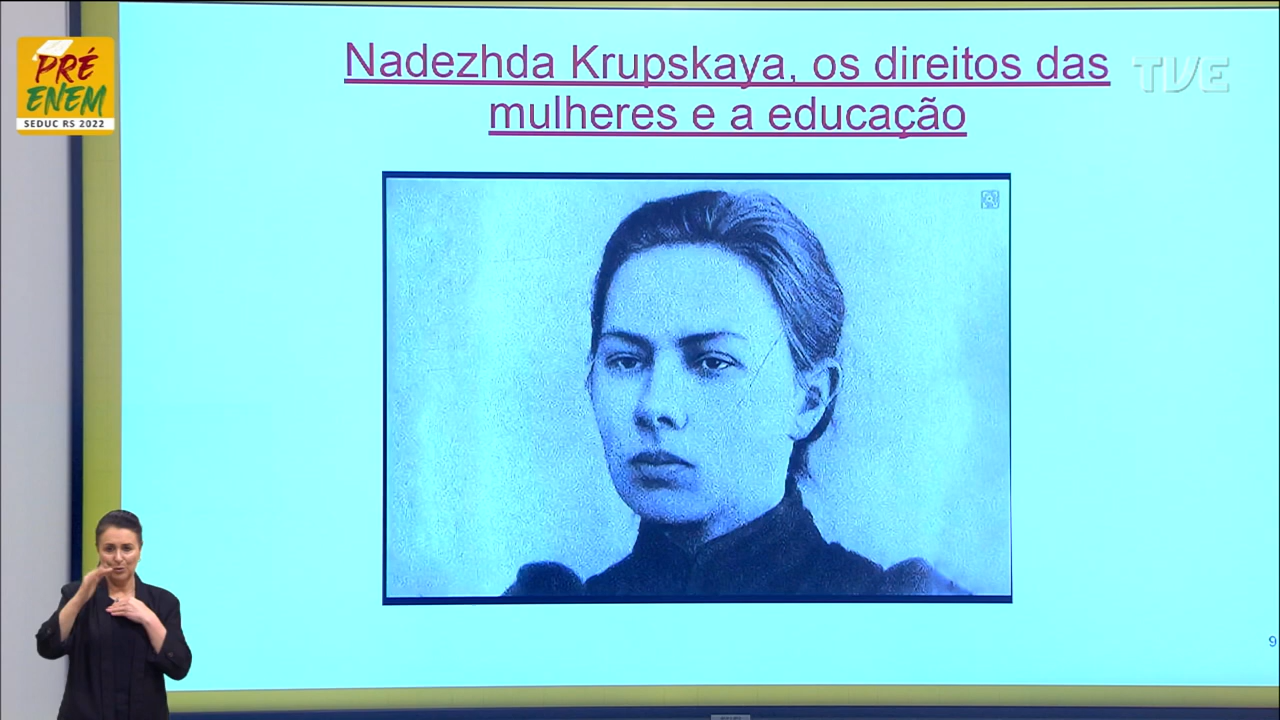 PRÉ
ENEM
SEDUC RS 2022
Nadezhda Krupskaya, os direitos das
mulheres e a educação
TVE
9